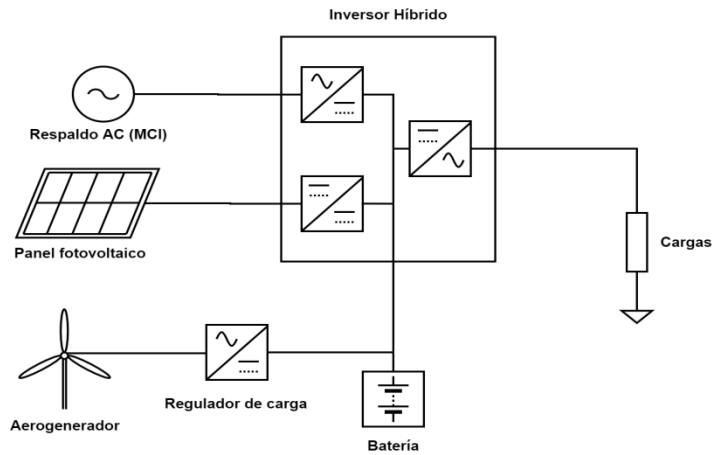 Inversor Híbrido
Respaldo AC (MCI)
Panel fotovoltaico
Cargas
Regulador de carga
Aerogenerador
Batería